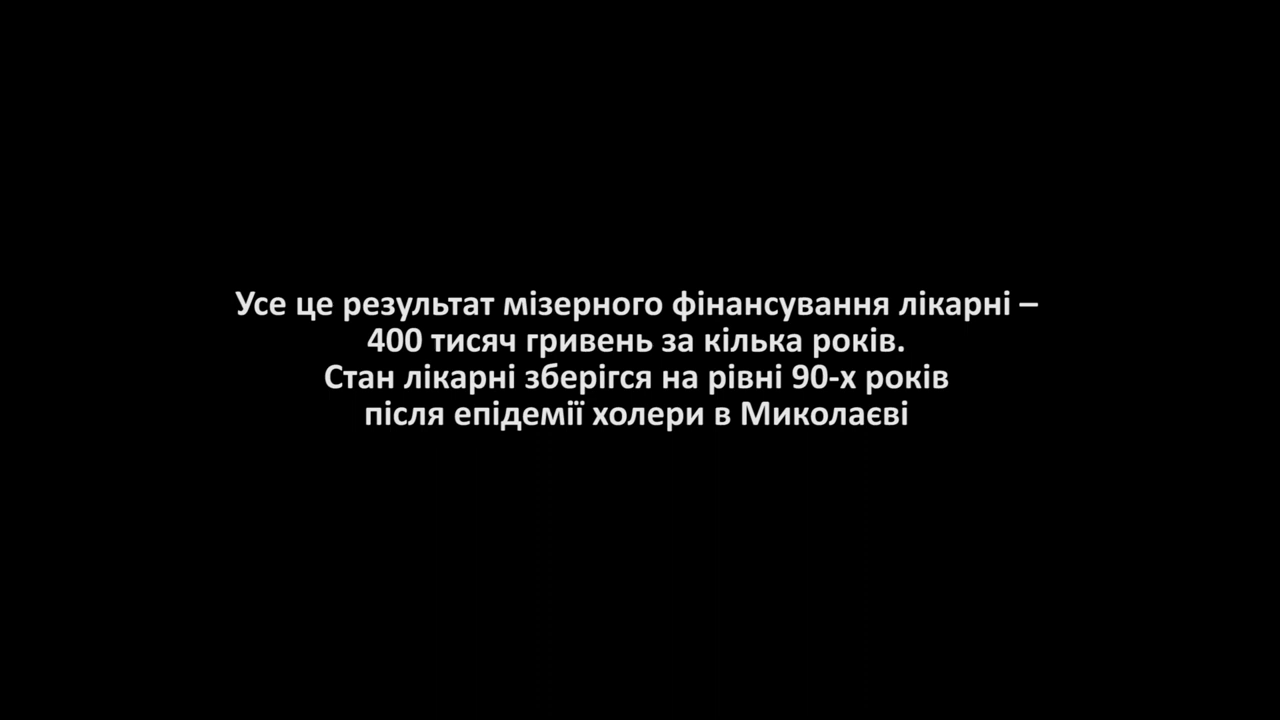 Усе це результат мізерного фінансування лікарні –
400 тисяч гривень за кілька років.
Стан лікарні зберігся на рівні 90-х років
після епідемії холери в Миколаєві